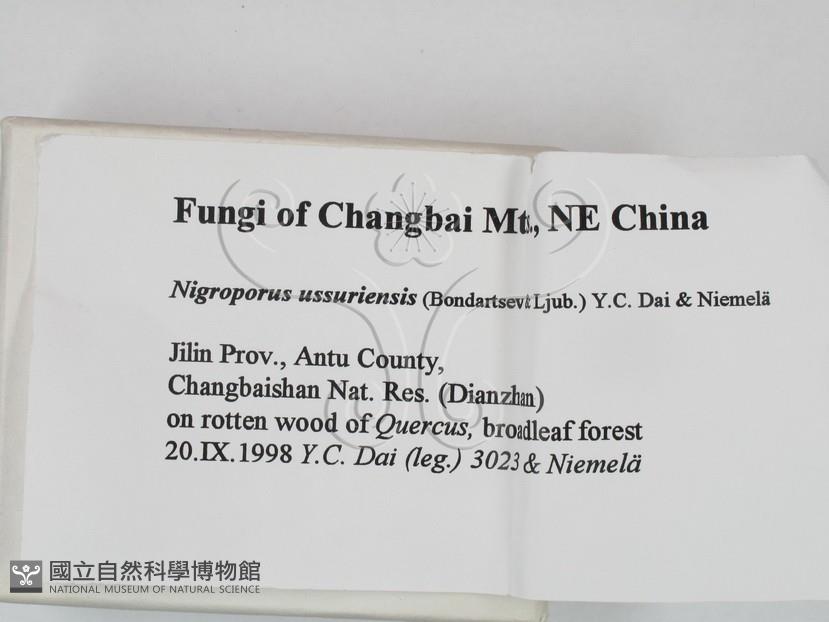 Fungi of Changbai Mt., NE China
Nigroporus ussuriensis (Bondartsev & Ljub.) Y.C. Dai & Niemelä
Jilin Prov., Antu County,
Changbaishan Nat. Res. (Dianzhan)
on rotten wood of Quercus, broadleaf forest
20.IX.1998 Y.C. Dai (leg.) 3023 & Niemelä
國立自然科學博物館
NATIONAL MUSEUM OF NATURAL SCIENCE